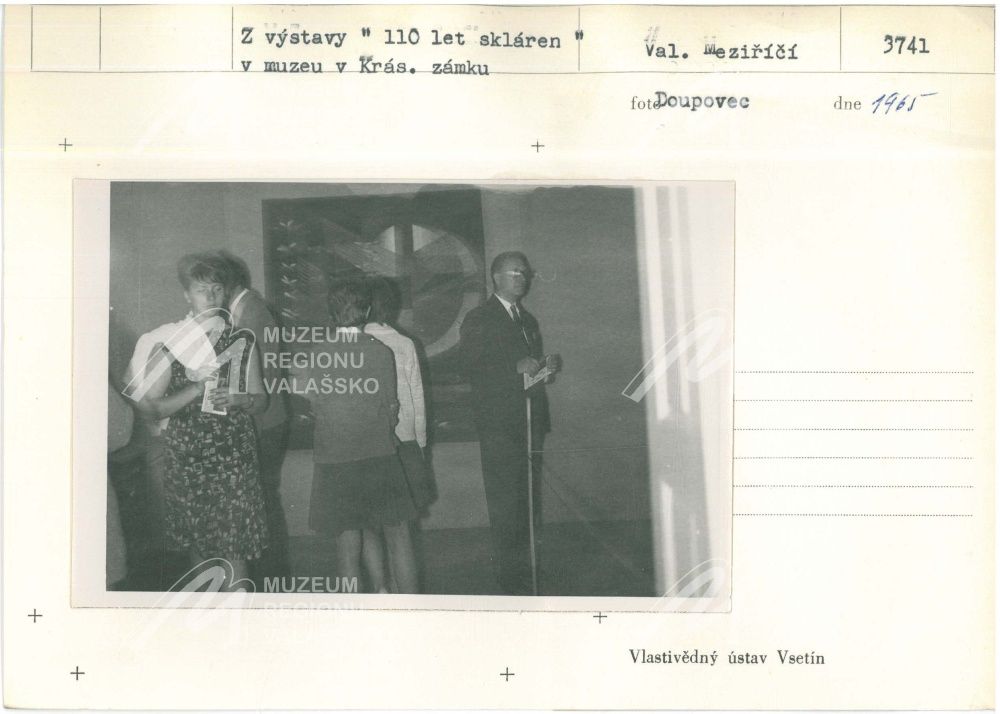 Z výstavy " 110 let skláren "
v muzeu v Krás. zámku
Val. Meziříčí
3741
foto Doupovec
dne 1965
MUZEUM
REGIONU
VALAŠSKO
MUZEUM
REGIONU
Vlastivědný ústav Vsetín